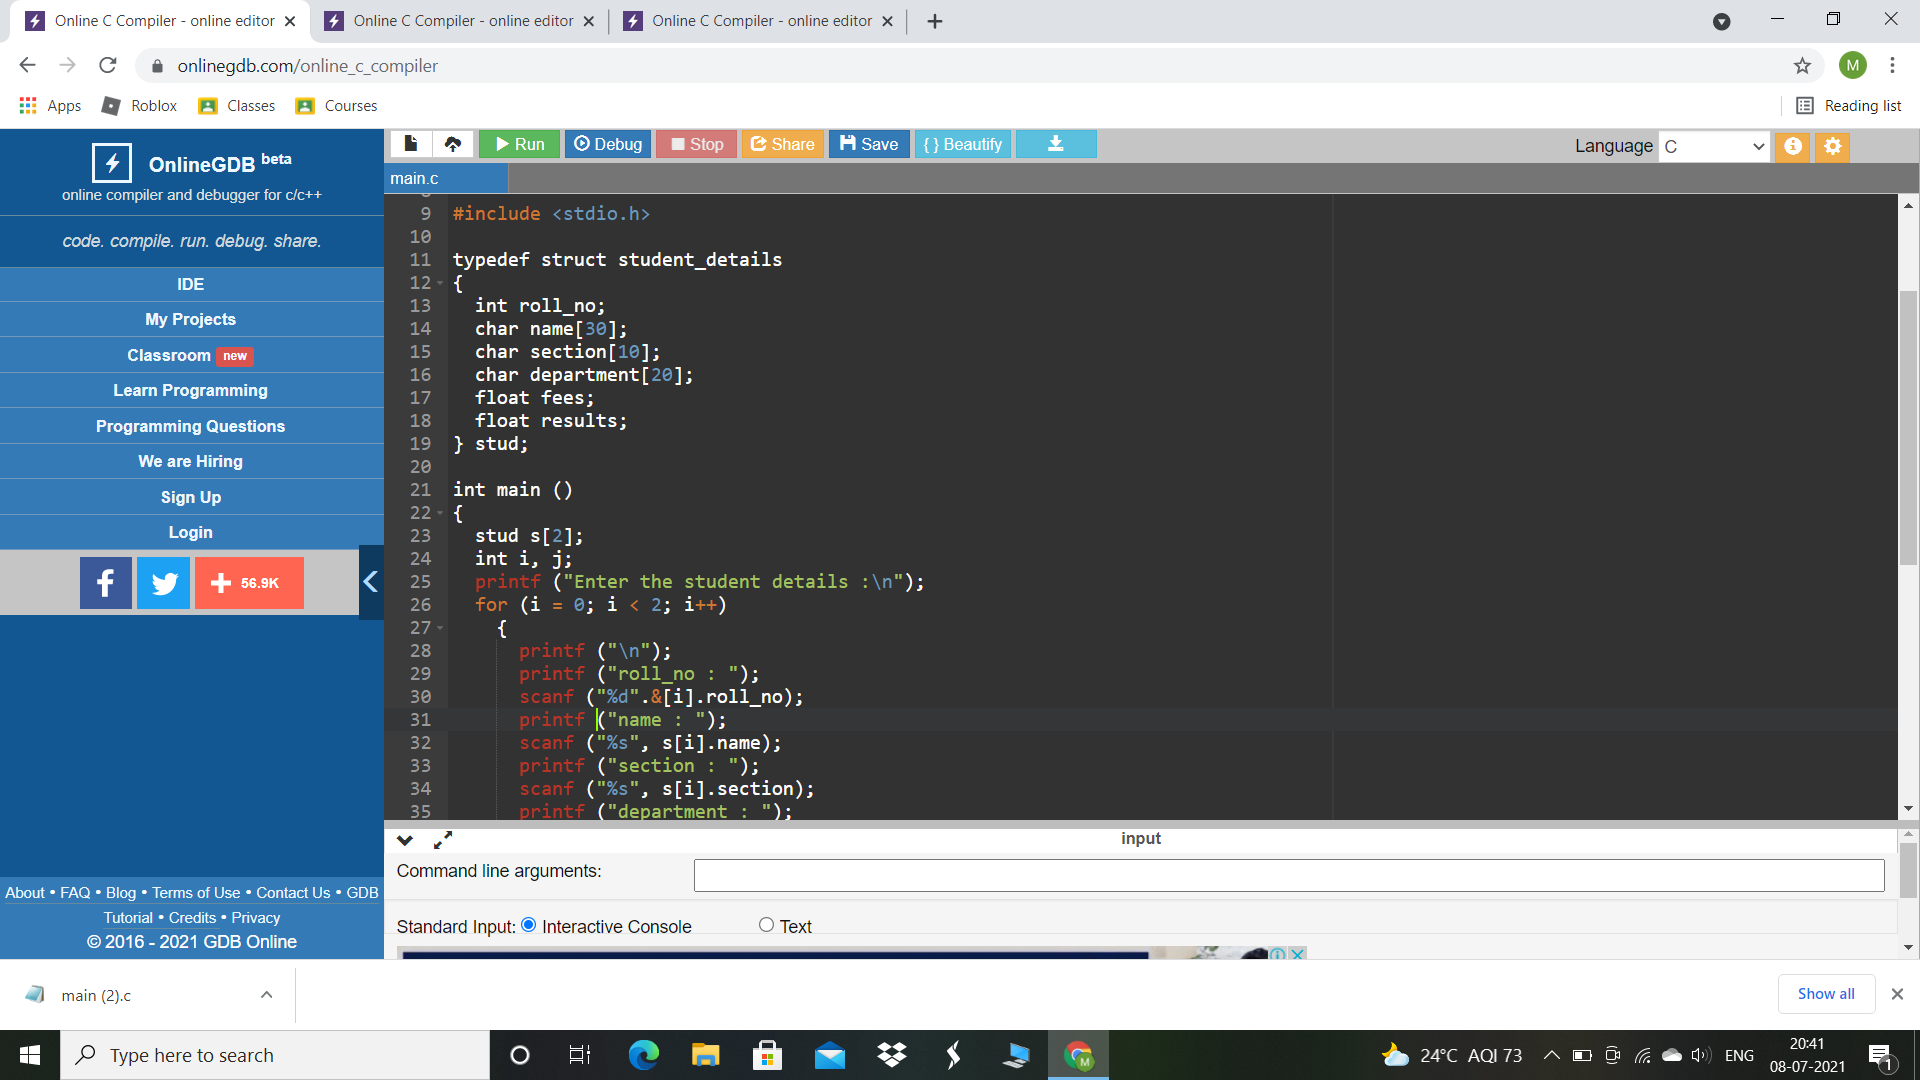 Online C Compiler - online editor
Online C Compiler - online editor
Online C Compiler - online editor
onlinegdb.com/online_c_compiler
M
Apps
Roblox
Classes
Courses
Reading list
OnlineGDB beta
online compiler and debugger for c/c++
code. compile. run. debug. share.
IDE
My Projects
Classroom new
Learn Programming
Programming Questions
We are Hiring
Sign Up
Login
56.9K
About • FAQ • Blog • Terms of Use • Contact Us • GDB
Tutorial • Credits • Privacy
© 2016 - 2021 GDB Online
Run
Debug
Stop
Share
Save
{ } Beautify
Language C
main.c
9 #include <stdio.h>
10
11 typedef struct student_details
12 {
13 int roll_no;
14 char name[30];
15 char section[10];
16 char department[20];
17 float fees;
18 float results;
19 } stud;
20
21 int main ()
22 {
23 stud s[2];
24 int i, j;
25 printf ("Enter the student details :\n");
26 for (i = 0; i < 2; i++)
27 {
28 printf ("\n");
29 printf ("roll_no : ");
30 scanf ("%d".&[i].roll_no);
31 printf ("name : ");
32 scanf ("%s", s[i].name);
33 printf ("section : ");
34 scanf ("%s", s[i].section);
35 printf ("department : ");
input
Command line arguments:
Standard Input: Interactive Console Text
main (2).c
Show all
Type here to search
M
24°C AQI 73
ENG
20:41
08-07-2021
1